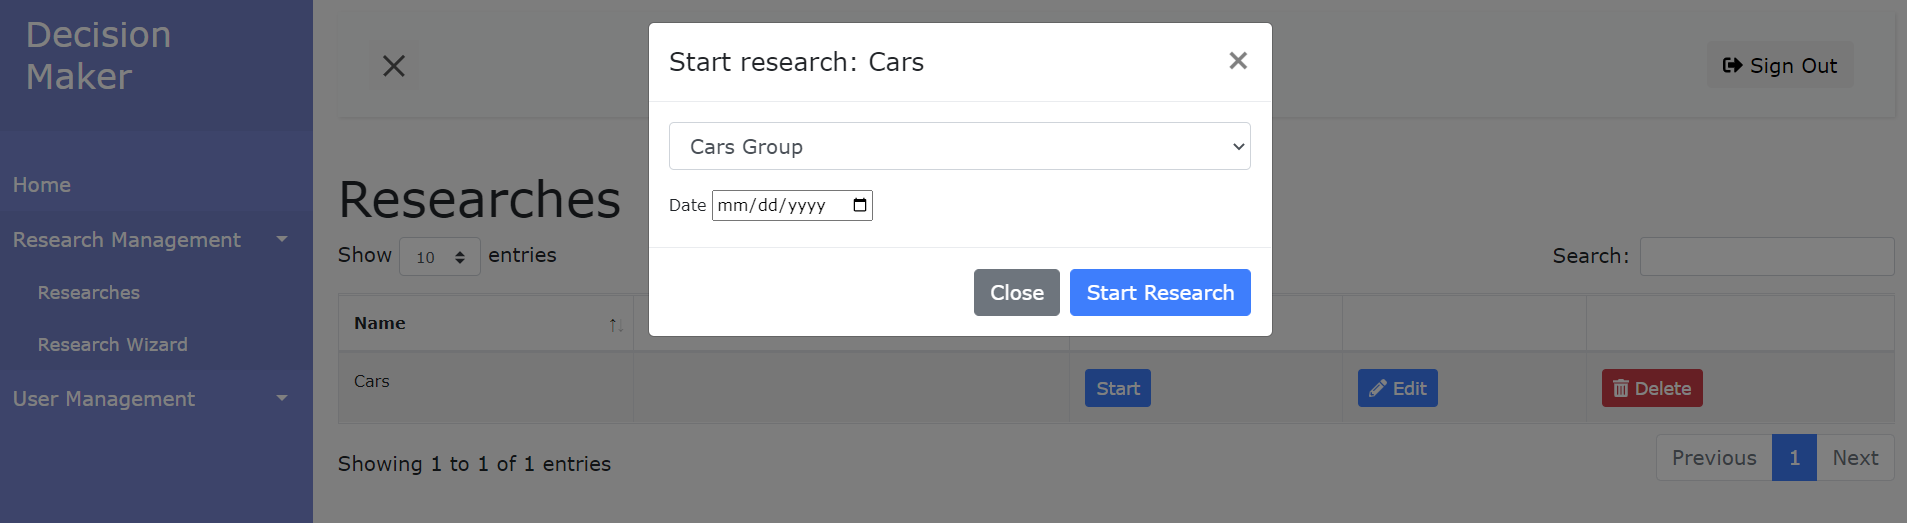 Decision
Maker
Home
Research Management
Researches
Research Wizard
User Management
Sign Out
Start research: Cars
Cars Group
Date mm/dd/yyyy
Close Start Research
Researches
Show 10 entries
Search:
Name
Cars Start Edit Delete
Showing 1 to 1 of 1 entries
Previous 1 Next